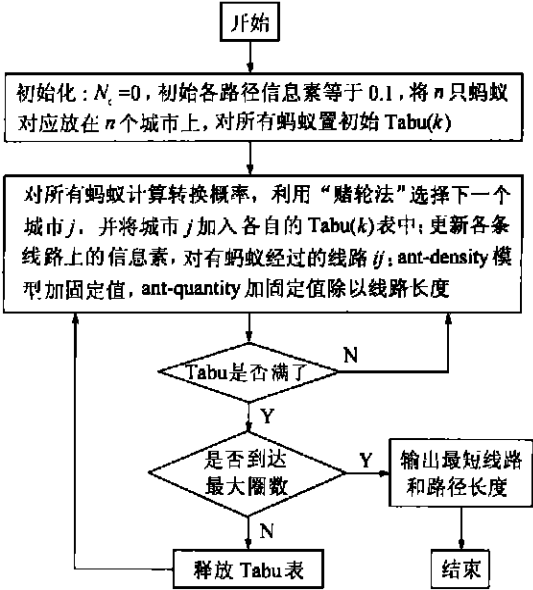 开始
初始化：Nc=0，初始各路径信息素等于0.1，将n只蚂蚁
对应放在n个城市上，对所有蚂蚁置初始Tabu(k)
对所有蚂蚁计算转换概率，利用“赌轮法”选择下一个
城市j，并将城市j加入各自的Tabu(k)表中；更新各条
线路上的信息素，对有蚂蚁经过的线路ij；ant-density模
型加固定值，ant-quantity加固定值除以线路长度
Tabu是否满了
N
Y
是否到达
最大圈数
Y
输出最短线路
和路径长度
N
释放Tabu表
结束